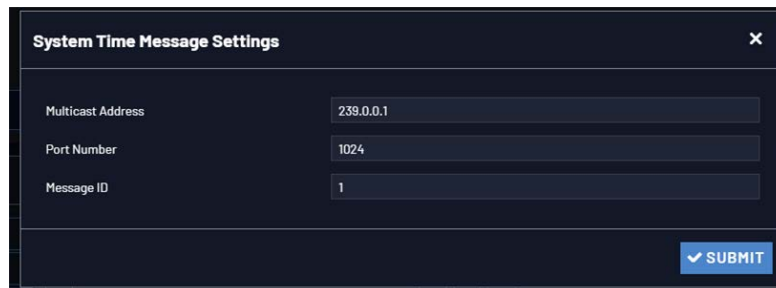 System Time Message Settings
Multicast Address 239.0.0.1
Port Number 1024
Message ID 1
SUBMIT